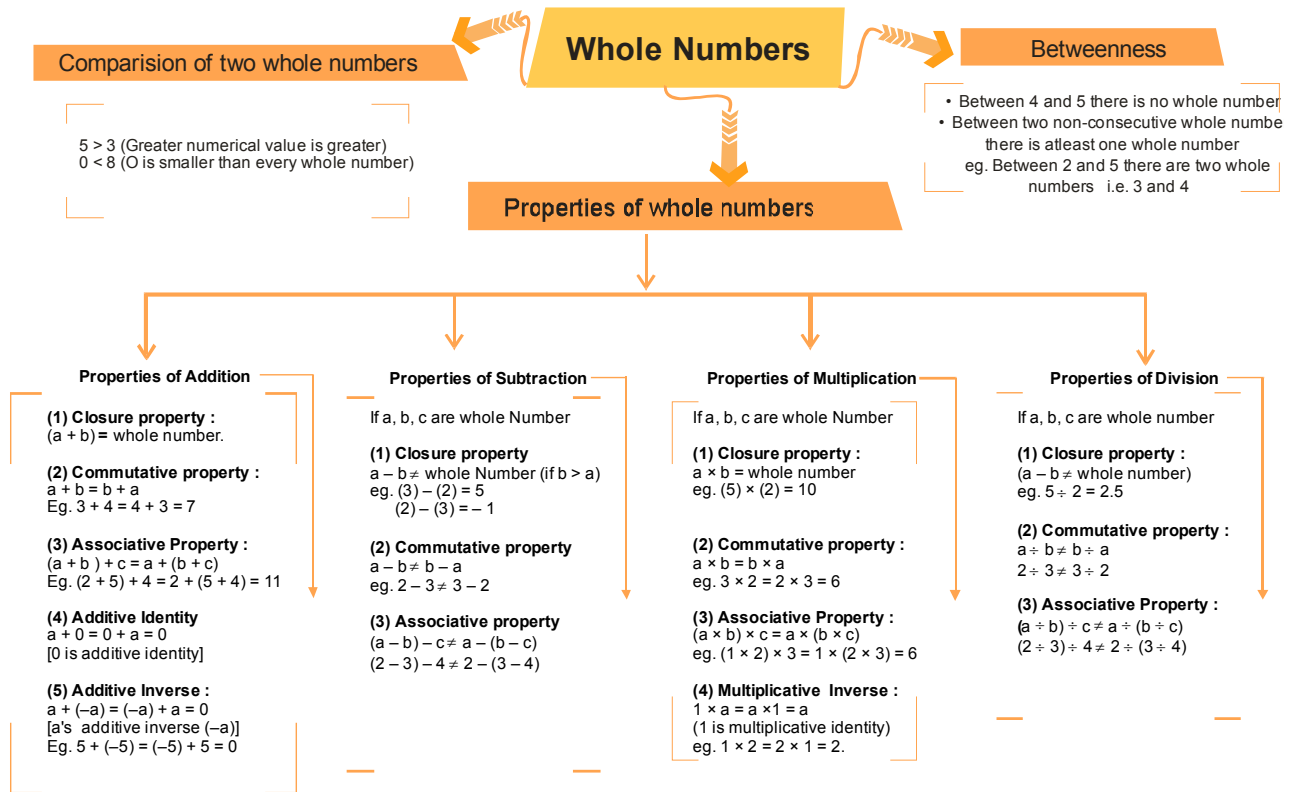 Whole Numbers
Comparision of two whole numbers
5 > 3 (Greater numerical value is greater)
0 < 8 (O is smaller than every whole number)
Betweenness
• Between 4 and 5 there is no whole number
• Between two non-consecutive whole numbe
there is atleast one whole number
eg. Between 2 and 5 there are two whole
numbers i.e. 3 and 4
Properties of whole numbers
Properties of Addition
(1) Closure property :
(a + b) = whole number.
(2) Commutative property :
a + b = b + a
Eg. 3 + 4 = 4 + 3 = 7
(3) Associative Property :
(a + b ) + c = a + (b + c)
Eg. (2 + 5) + 4 = 2 + (5 + 4) = 11
(4) Additive Identity
a + 0 = 0 + a = 0
[0 is additive identity]
(5) Additive Inverse :
a + (–a) = (–a) + a = 0
[a's additive inverse (–a)]
Eg. 5 + (–5) = (–5) + 5 = 0
Properties of Subtraction
If a, b, c are whole Number
(1) Closure property
a – b ≠ whole Number (if b > a)
eg. (3) – (2) = 5
(2) – (3) = – 1
(2) Commutative property
a – b ≠ b – a
eg. 2 – 3 ≠ 3 – 2
(3) Associative property
(a – b) – c ≠ a – (b – c)
(2 – 3) – 4 ≠ 2 – (3 – 4)
Properties of Multiplication
If a, b, c are whole Number
(1) Closure property :
a × b = whole number
eg. (5) × (2) = 10
(2) Commutative property :
a × b = b × a
eg. 3 × 2 = 2 × 3 = 6
(3) Associative Property :
(a × b) × c = a × (b × c)
eg. (1 × 2) × 3 = 1 × (2 × 3) = 6
(4) Multiplicative Inverse :
1 × a = a ×1 = a
(1 is multiplicative identity)
eg. 1 × 2 = 2 × 1 = 2.
Properties of Division
If a, b, c are whole number
(1) Closure property :
(a – b ≠ whole number)
eg. 5 ÷ 2 = 2.5
(2) Commutative property :
a ÷ b ≠ b ÷ a
2 ÷ 3 ≠ 3 ÷ 2
(3) Associative Property :
(a ÷ b) ÷ c ≠ a ÷ (b ÷ c)
(2 ÷ 3) ÷ 4 ≠ 2 ÷ (3 ÷ 4)